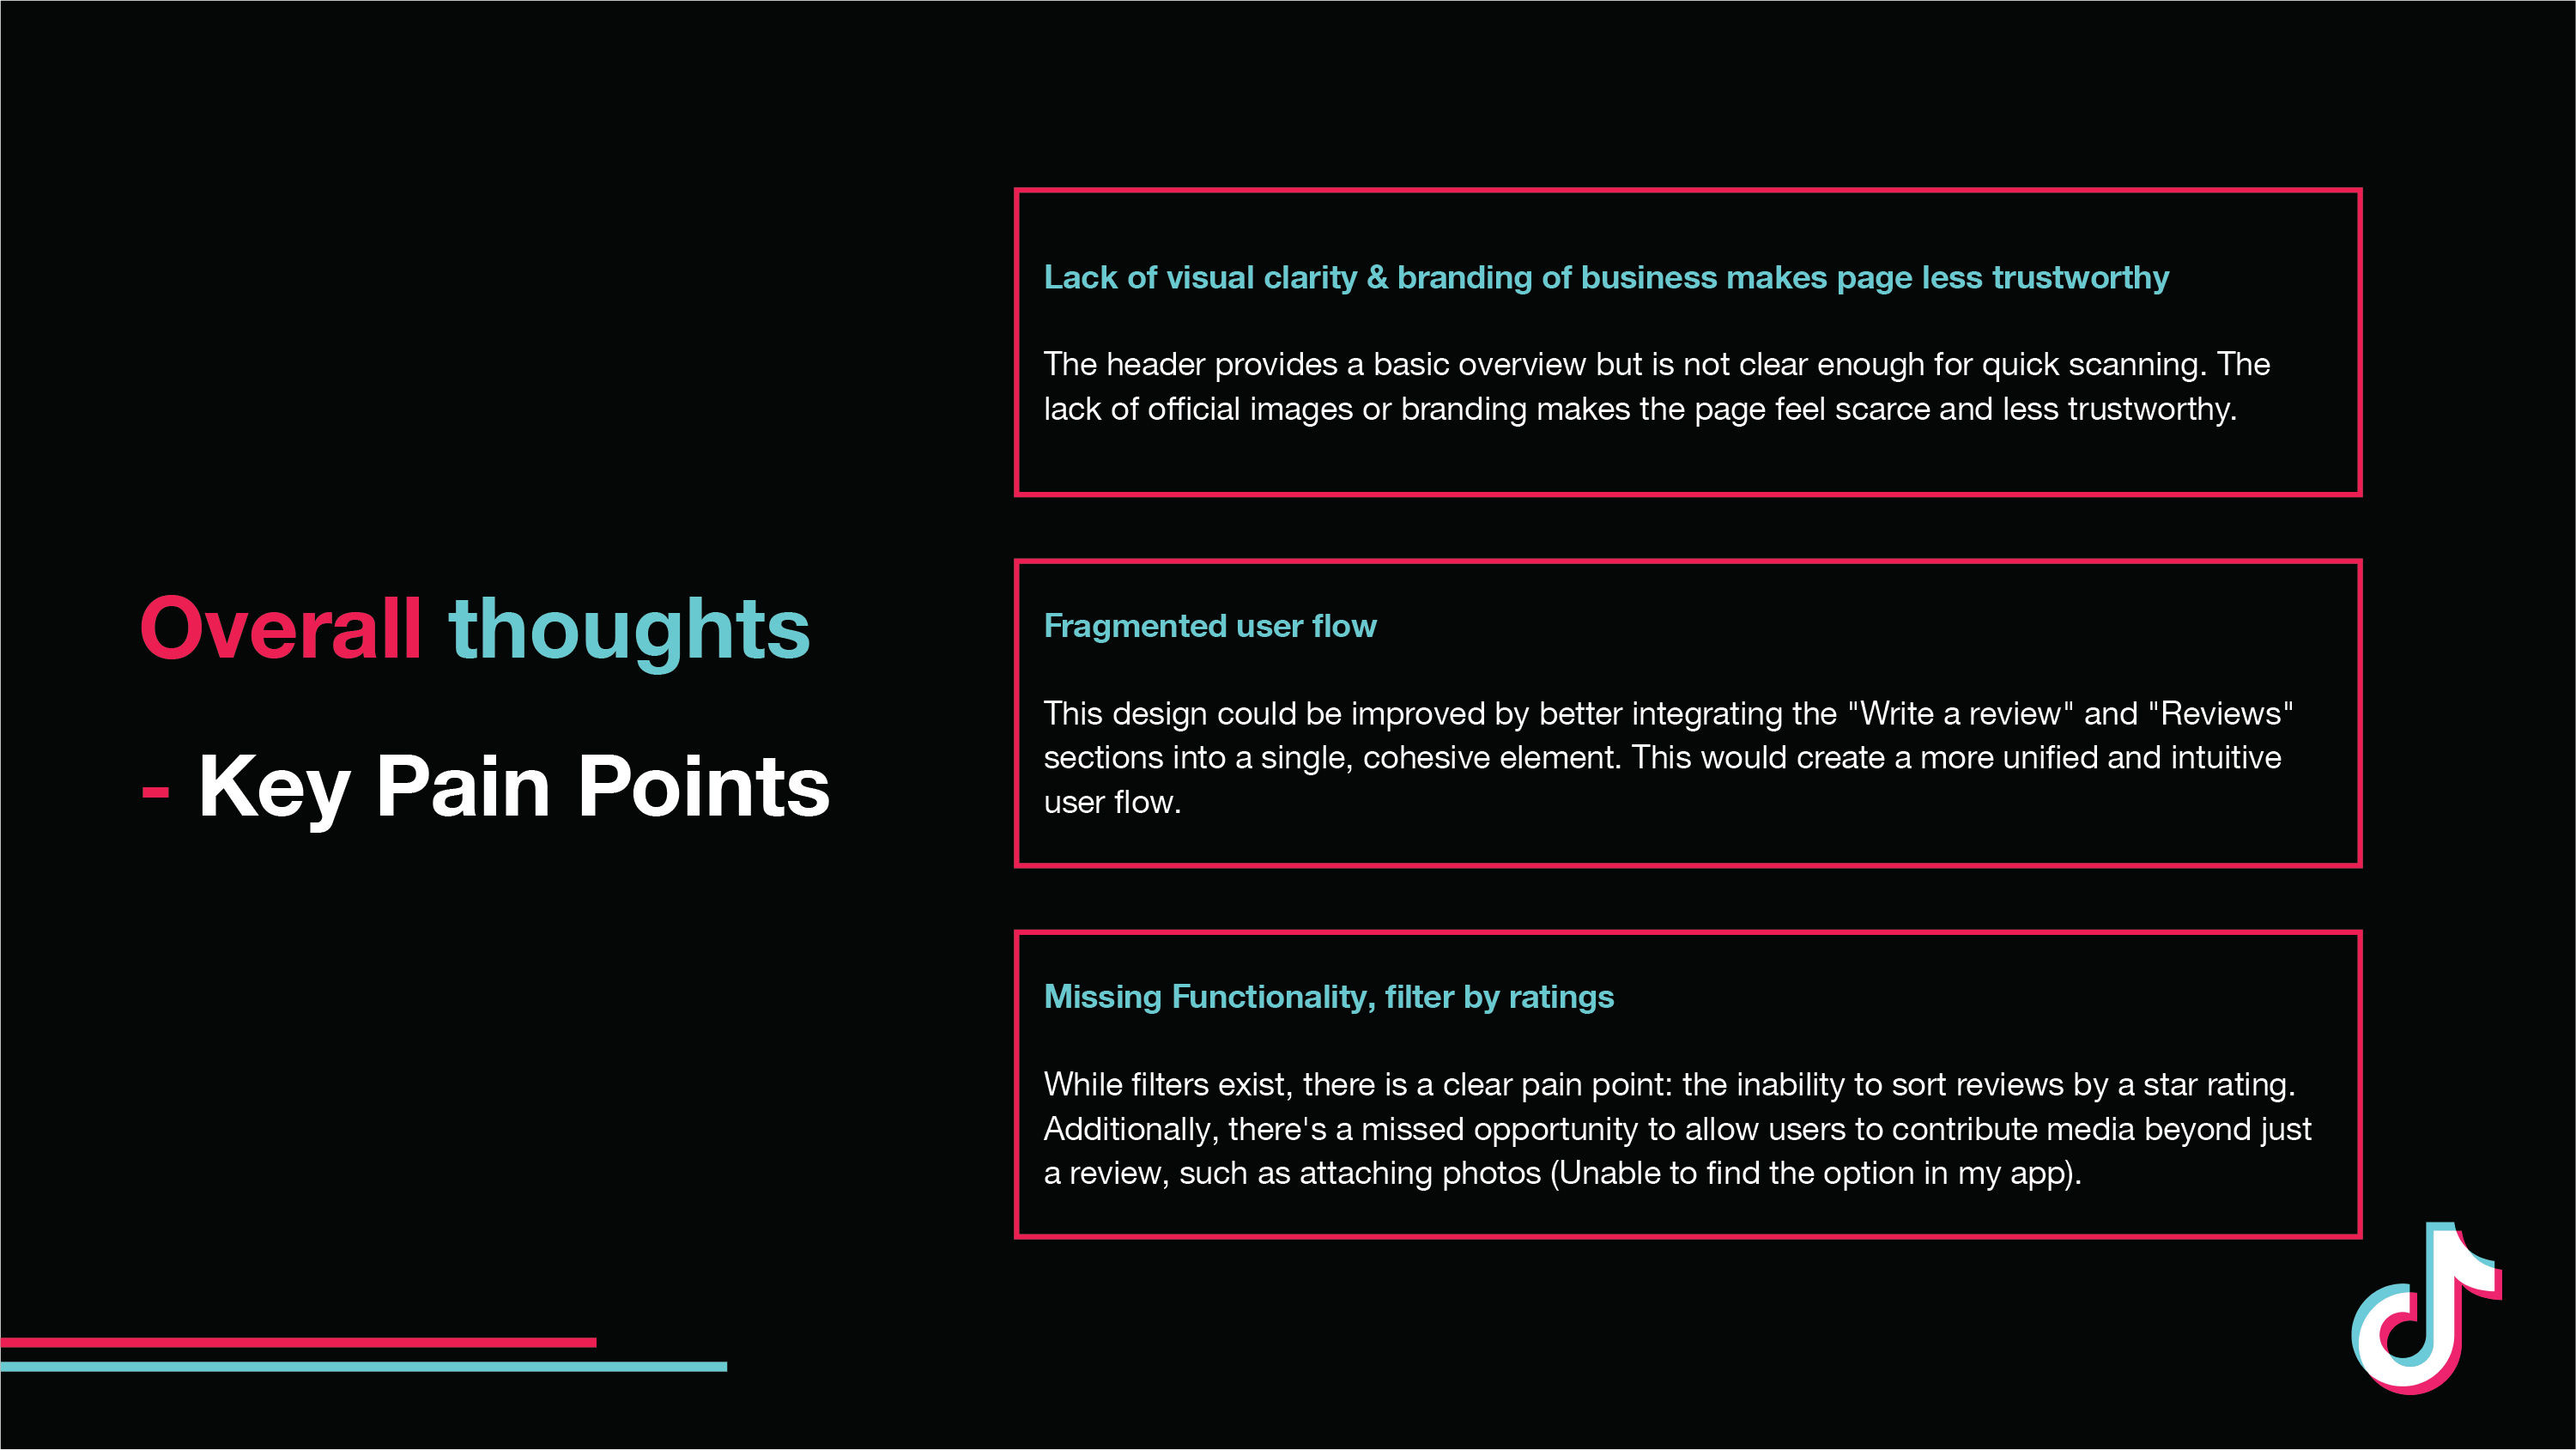 Overall thoughts
- Key Pain Points
Lack of visual clarity & branding of business makes page less trustworthy
The header provides a basic overview but is not clear enough for quick scanning. The
lack of official images or branding makes the page feel scarce and less trustworthy.
Fragmented user flow
This design could be improved by better integrating the "Write a review" and "Reviews"
sections into a single, cohesive element. This would create a more unified and intuitive
user flow.
Missing Functionality, filter by ratings
While filters exist, there is a clear pain point: the inability to sort reviews by a star rating.
Additionally, there's a missed opportunity to allow users to contribute media beyond just
a review, such as attaching photos (Unable to find the option in my app).